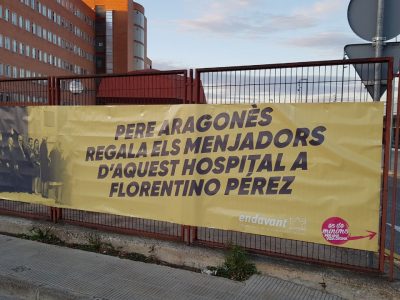 PERE ARAGONÈS
REGALA ELS MENJADORS
D'AQUEST HOSPITAL A
FLORENTINO PÉREZ
endavant